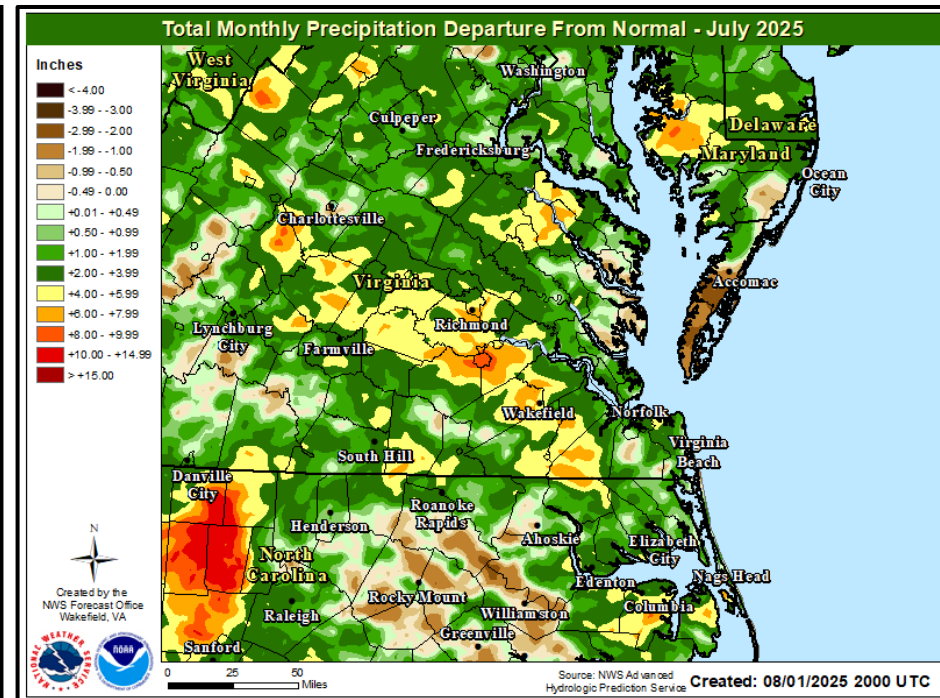 Total Monthly Precipitation Departure From Normal - July 2025
Inches
< -4.00
-3.99 - -3.00
-2.99 - -2.00
-1.99 - -1.00
-0.99 - -0.50
-0.49 - 0.00
+0.01 - +0.49
+0.50 - +0.99
+1.00 - +1.99
+2.00 - +3.99
+4.00 - +5.99
+6.00 - +7.99
+8.00 - +9.99
+10.00 - +14.99
> +15.00
West
Virginia
Washington
Culpeper
Delaware
Fredericksburg
Maryland
Ocean
City
Charlottesville
Virginia
Accomac
Lynchburg
City
Richmond
Farmville
Wakefield
Norfolk
Virginia
Beach
South Hill
Danville
City
Roanoke
Rapids
Henderson
Ahoskie
Elizabeth
City
North
Carolina
Edenton
Nags Head
Rocky Mount
Columbia
Raleigh
Williamston
Greenville
Sanford
N
Created by the
NWS Forecast Office
Wakefield, VA
NATIONAL WEATHER SERVICE
NOAA
0 25 50
Miles
Source: NWS Advanced
Hydrologic Prediction Service
Created: 08/01/2025 2000 UTC